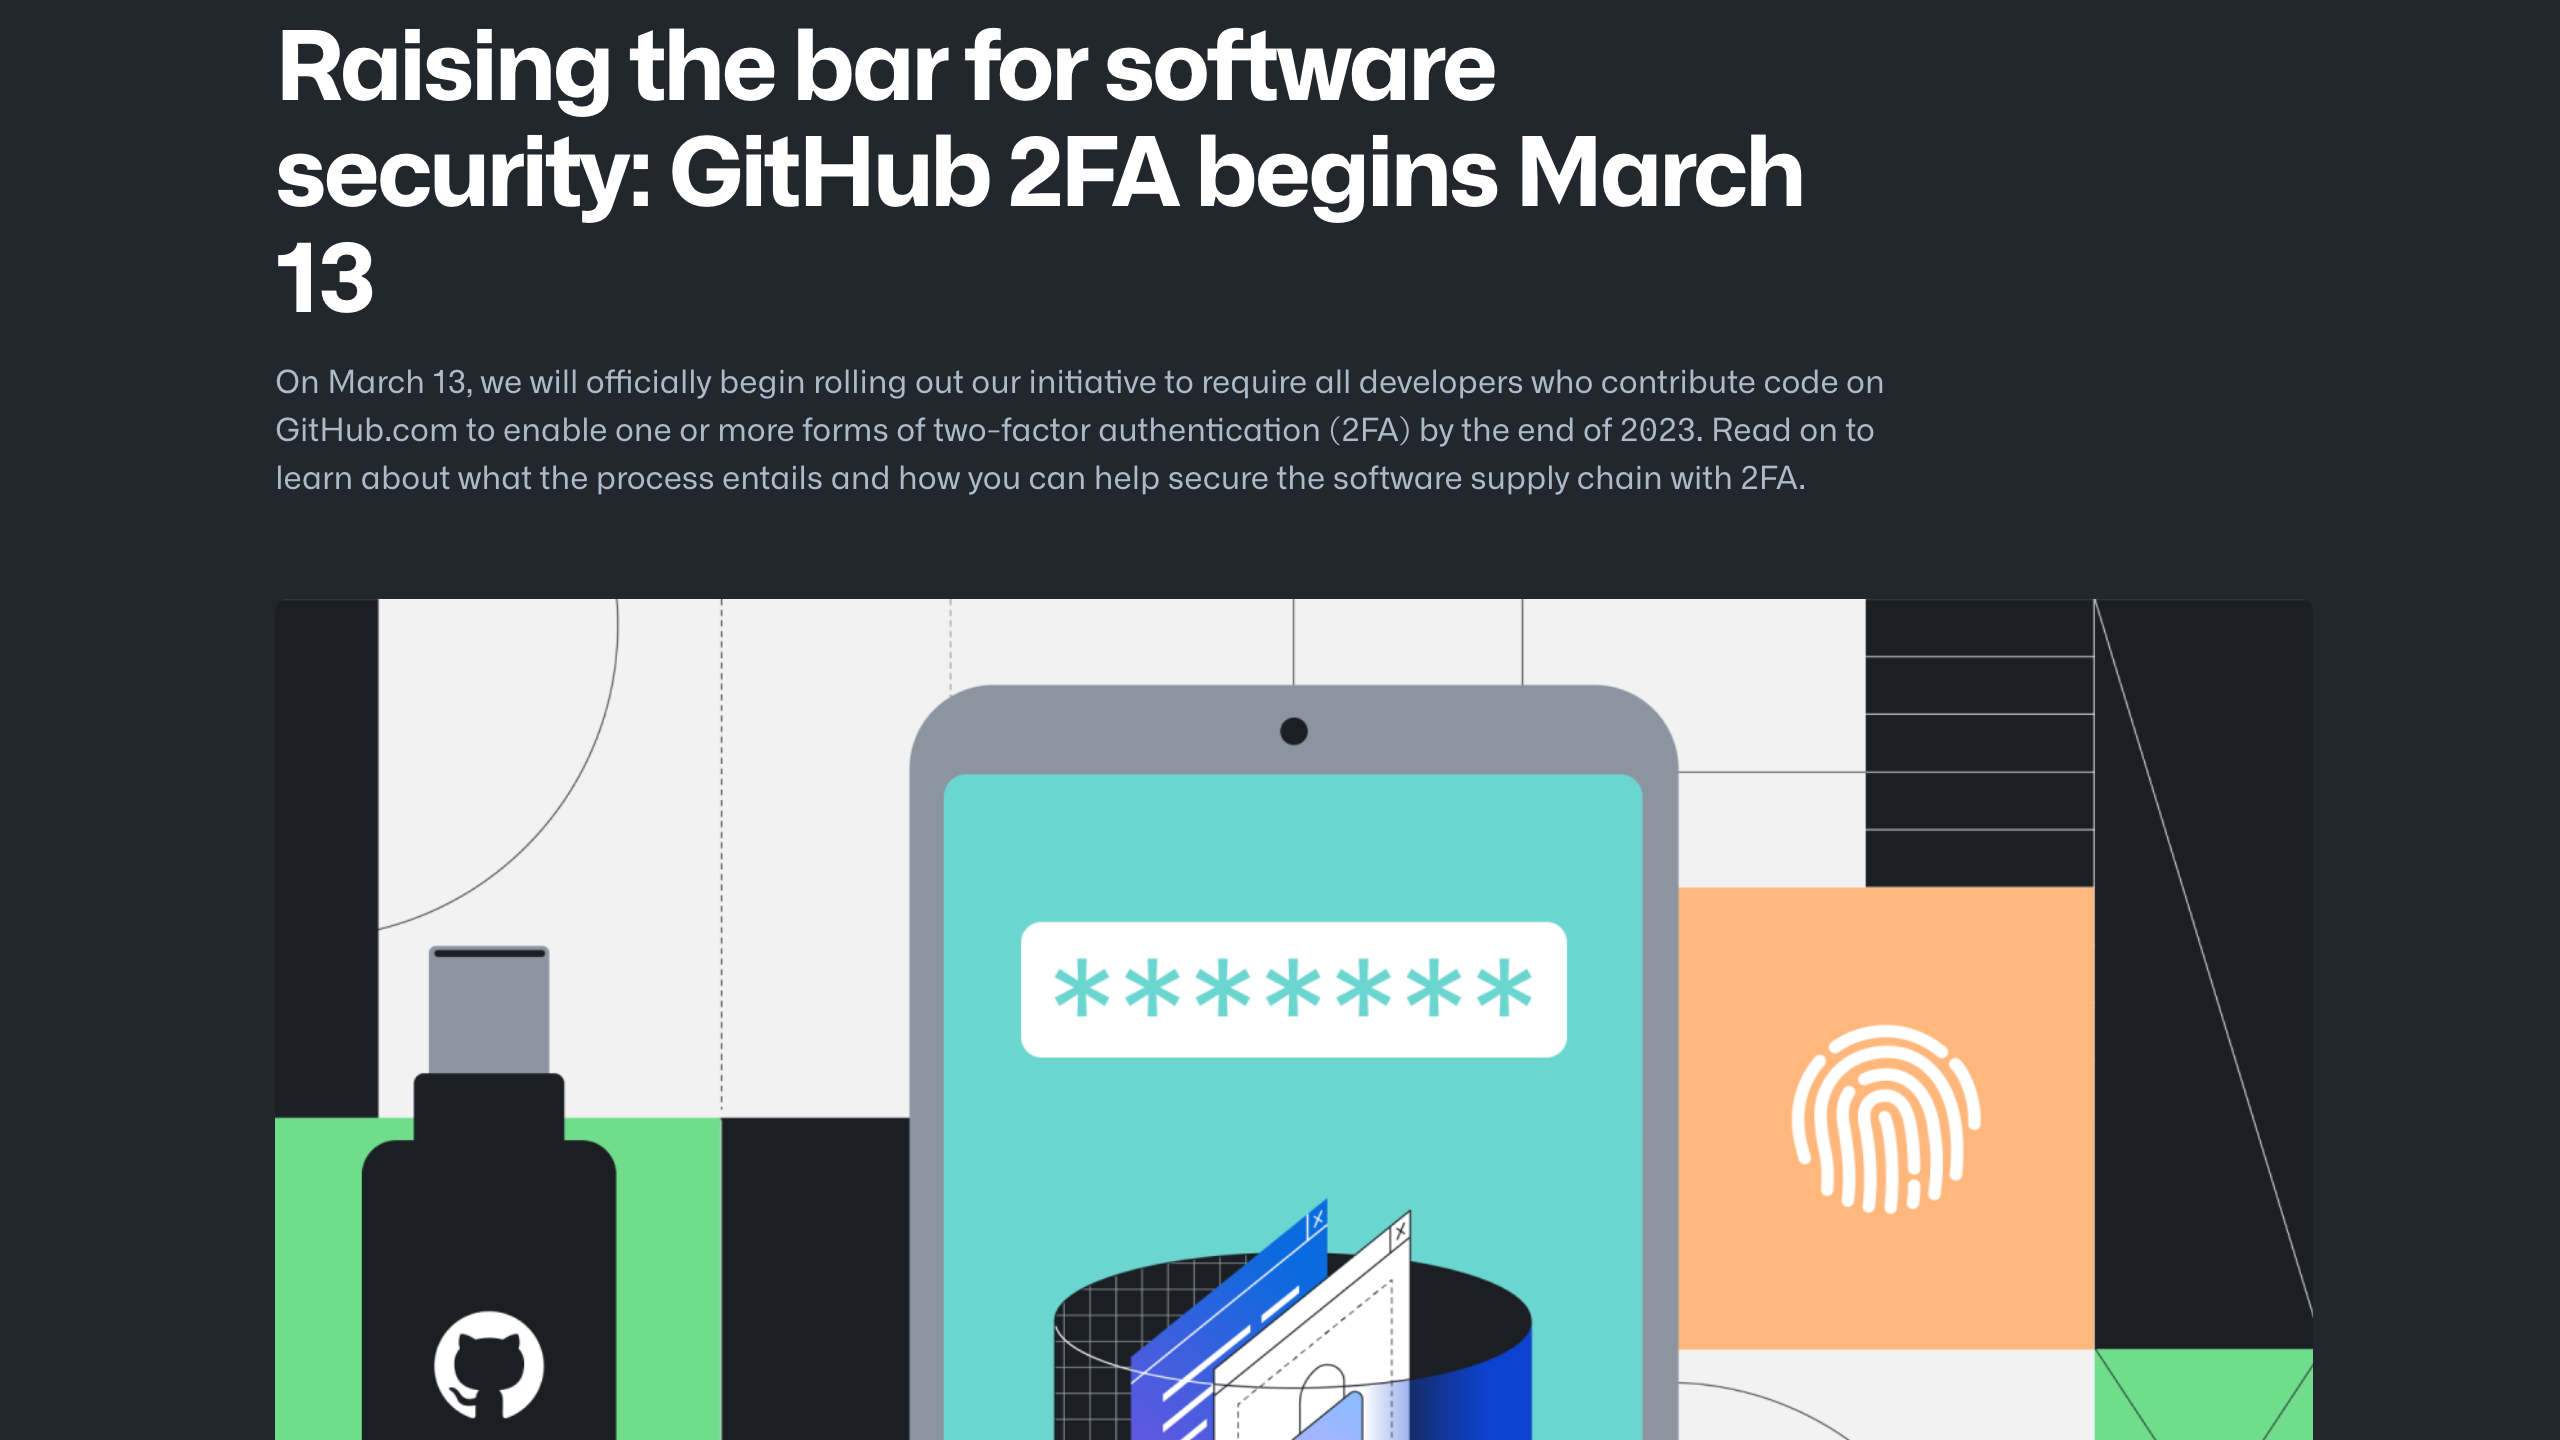 Raising the bar for software
security: GitHub 2FA begins March
13
On March 13, we will officially begin rolling out our initiative to require all developers who contribute code on
GitHub.com to enable one or more forms of two-factor authentication (2FA) by the end of 2023. Read on to
learn about what the process entails and how you can help secure the software supply chain with 2FA.
*******